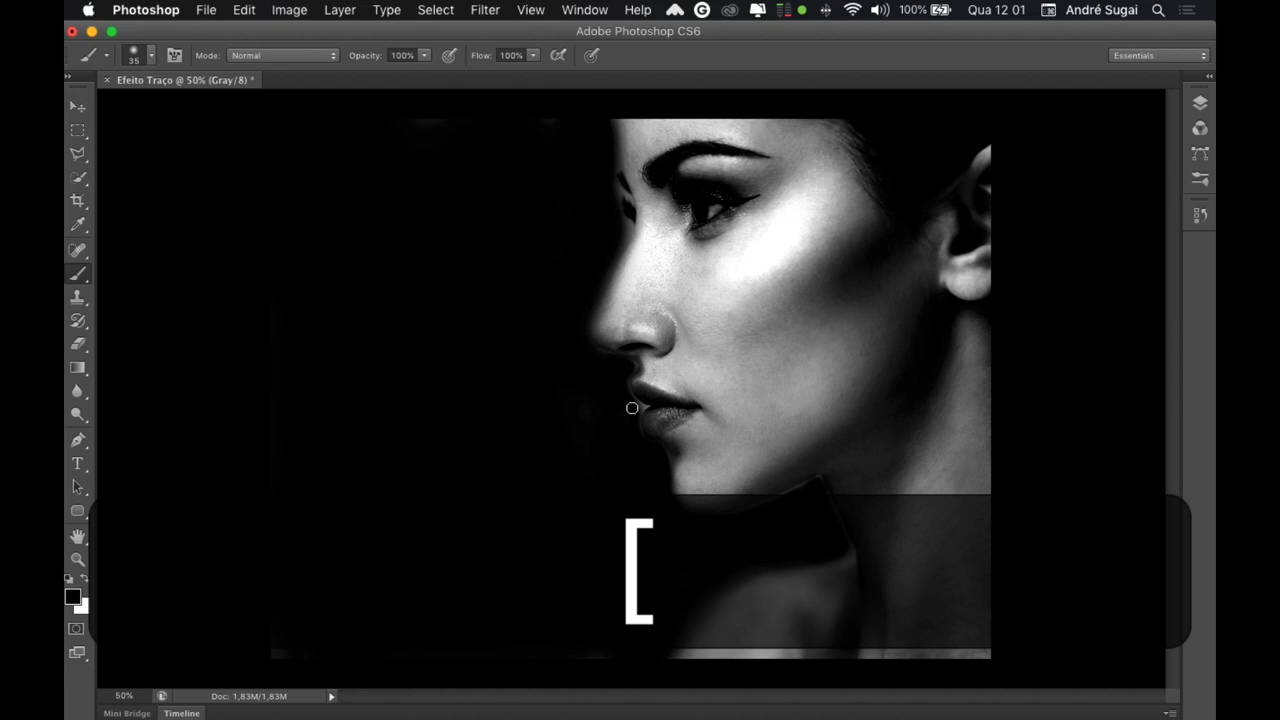 Photoshop File Edit Image Layer Type Select Filter View Window Help 100% Qua 12 01 André Sugai
Adobe Photoshop CS6
35 Mode: Normal Opacity: 100% Flow: 100% Essentials
× Efeito Traço @ 50% (Gray/8) *
[
50% Doc: 1,83M/1,83M
Mini Bridge Timeline